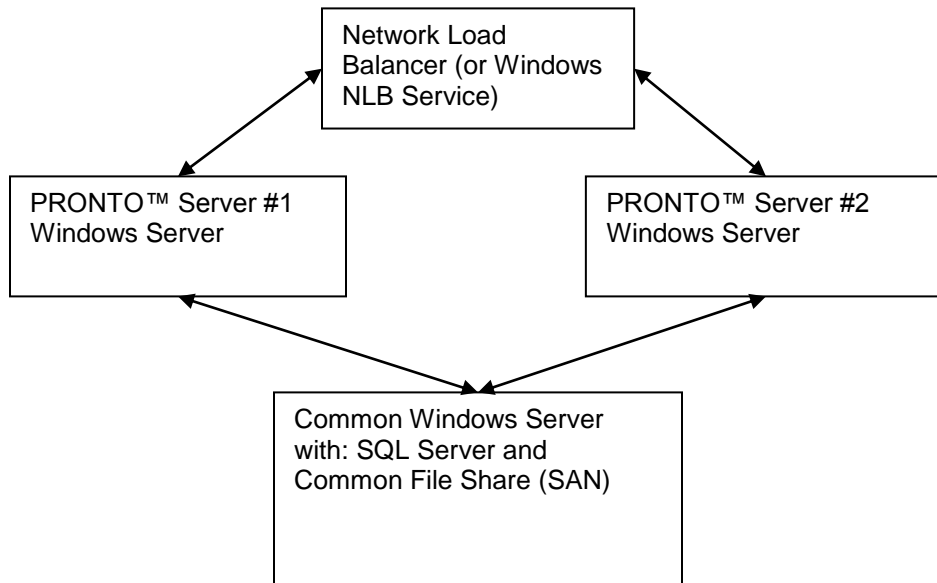 Network Load
Balancer (or Windows
NLB Service)
PRONTO™ Server #1
Windows Server
PRONTO™ Server #2
Windows Server
Common Windows Server
with: SQL Server and
Common File Share (SAN)